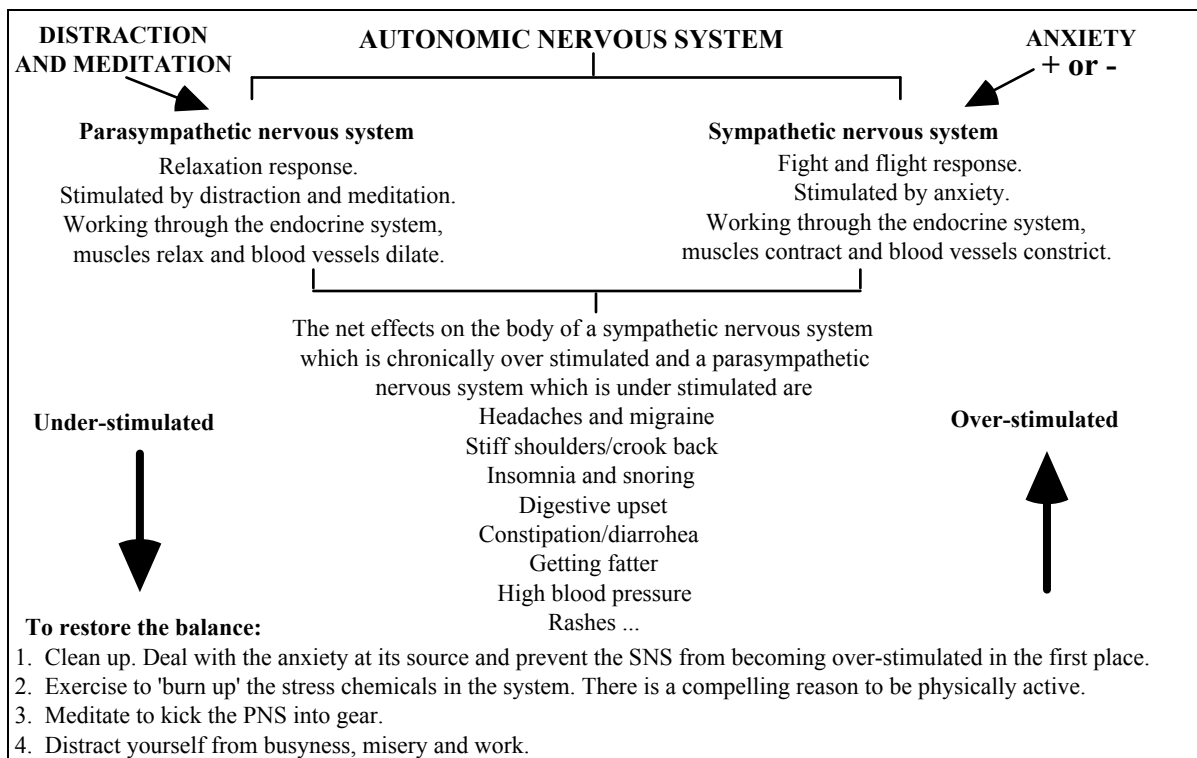 DISTRACTION
AND MEDITATION
AUTONOMIC NERVOUS SYSTEM
ANXIETY
+ or -
Parasympathetic nervous system
Relaxation response.
Stimulated by distraction and meditation.
Working through the endocrine system,
muscles relax and blood vessels dilate.
Sympathetic nervous system
Fight and flight response.
Stimulated by anxiety.
Working through the endocrine system,
muscles contract and blood vessels constrict.
The net effects on the body of a sympathetic nervous system
which is chronically over stimulated and a parasympathetic
nervous system which is under stimulated are
Headaches and migraine
Stiff shoulders/crook back
Insomnia and snoring
Digestive upset
Constipation/diarrohea
Getting fatter
High blood pressure
Rashes ...
Under-stimulated
Over-stimulated
To restore the balance:
1. Clean up. Deal with the anxiety at its source and prevent the SNS from becoming over-stimulated in the first place.
2. Exercise to 'burn up' the stress chemicals in the system. There is a compelling reason to be physically active.
3. Meditate to kick the PNS into gear.
4. Distract yourself from busyness, misery and work.